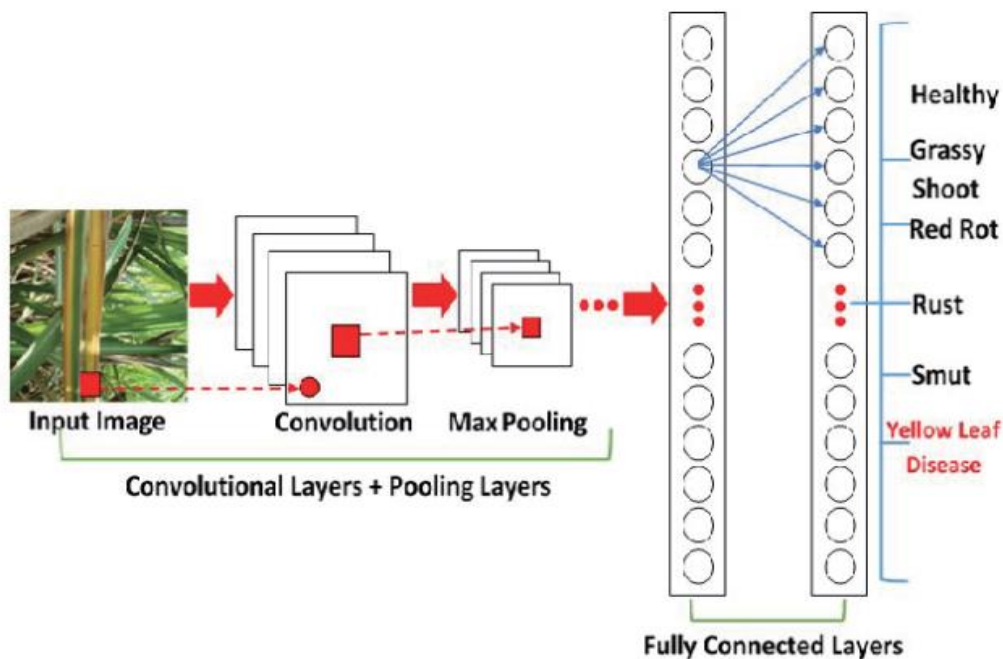 Healthy
Grassy
Shoot
Red Rot
Rust
Smut
Yellow Leaf
Disease
Input Image
Convolution
Max Pooling
Convolutional Layers + Pooling Layers
Fully Connected Layers